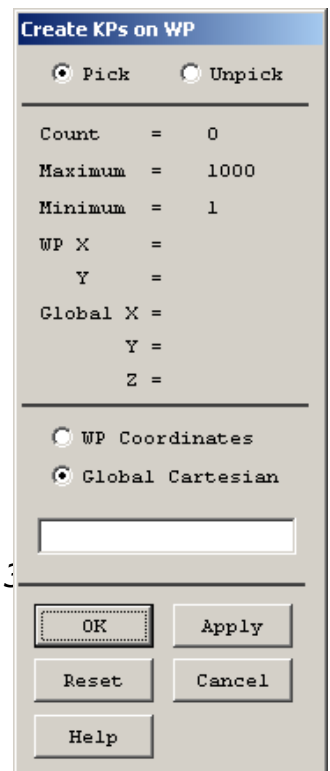 Create KPs on WP
Pick Unpick
Count = 0
Maximum = 1000
Minimum = 1
WP X =
Y =
Global X =
Y =
Z =
WP Coordinates
Global Cartesian
OK Apply
Reset Cancel
Help